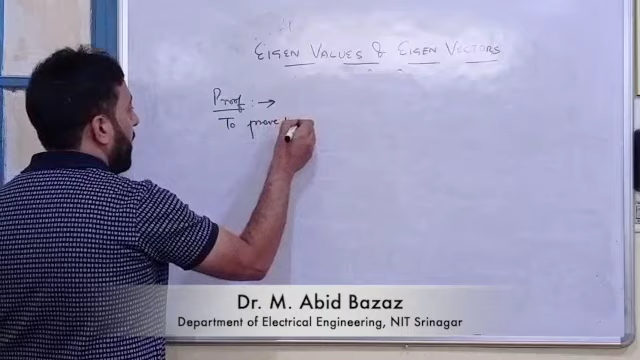 EIGEN VALUES & EIGEN VECTORS
Proof : →
To prove
Dr. M. Abid Bazaz
Department of Electrical Engineering, NIT Srinagar